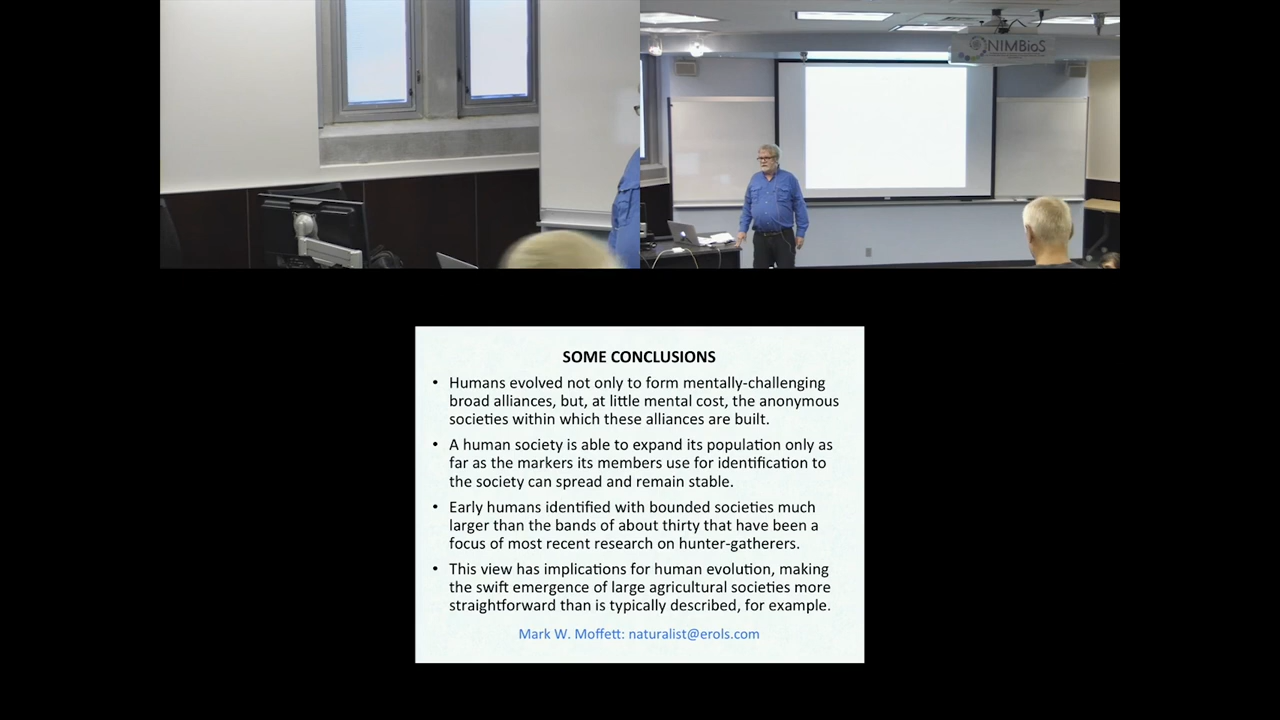 NIMBioS
SOME CONCLUSIONS
• Humans evolved not only to form mentally-challenging
broad alliances, but, at little mental cost, the anonymous
societies within which these alliances are built.
• A human society is able to expand its population only as
far as the markers its members use for identification to
the society can spread and remain stable.
• Early humans identified with bounded societies much
larger than the bands of about thirty that have been a
focus of most recent research on hunter-gatherers.
• This view has implications for human evolution, making
the swift emergence of large agricultural societies more
straightforward than is typically described, for example.
Mark W. Moffett: naturalist@erols.com